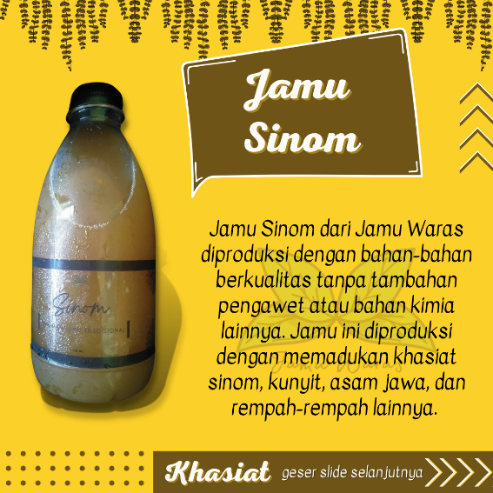 Jamu
Sinom
Jamu Sinom dari Jamu Waras
diproduksi dengan bahan-bahan
berkualitas tanpa tambahan
pengawet atau bahan kimia
lainnya. Jamu ini diproduksi
dengan memadukan khasiat
sinom, kunyit, asam jawa, dan
rempah-rempah lainnya.
Jamu Waras
Sinom
Khasiat geser slide selanjutnya